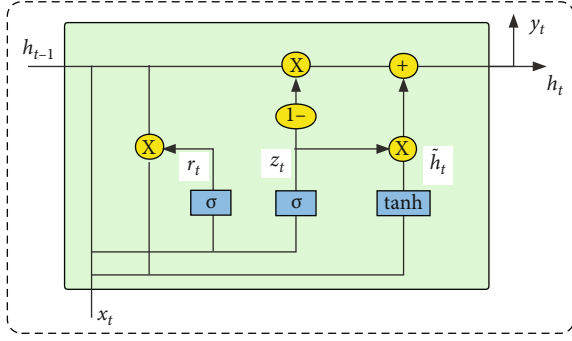 y_t
h_{t-1}
X
+
h_t
1-
X
r_t
z_t
X
h̃_t
σ
σ
tanh
x_t